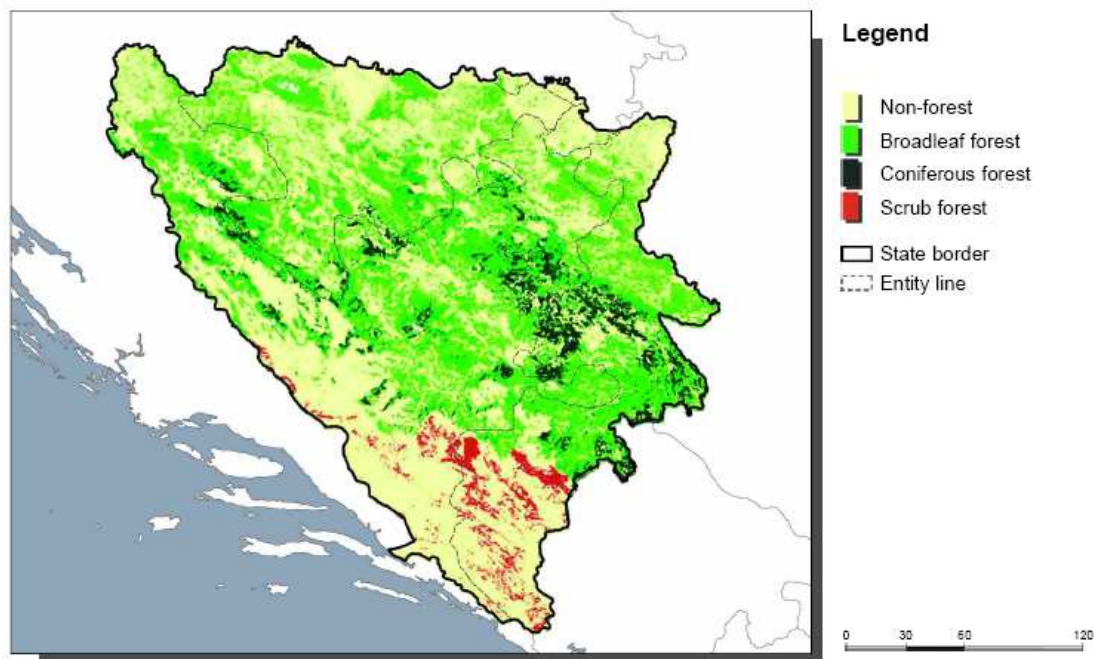 Legend
Non-forest
Broadleaf forest
Coniferous forest
Scrub forest
State border
Entity line
0 30 60 120